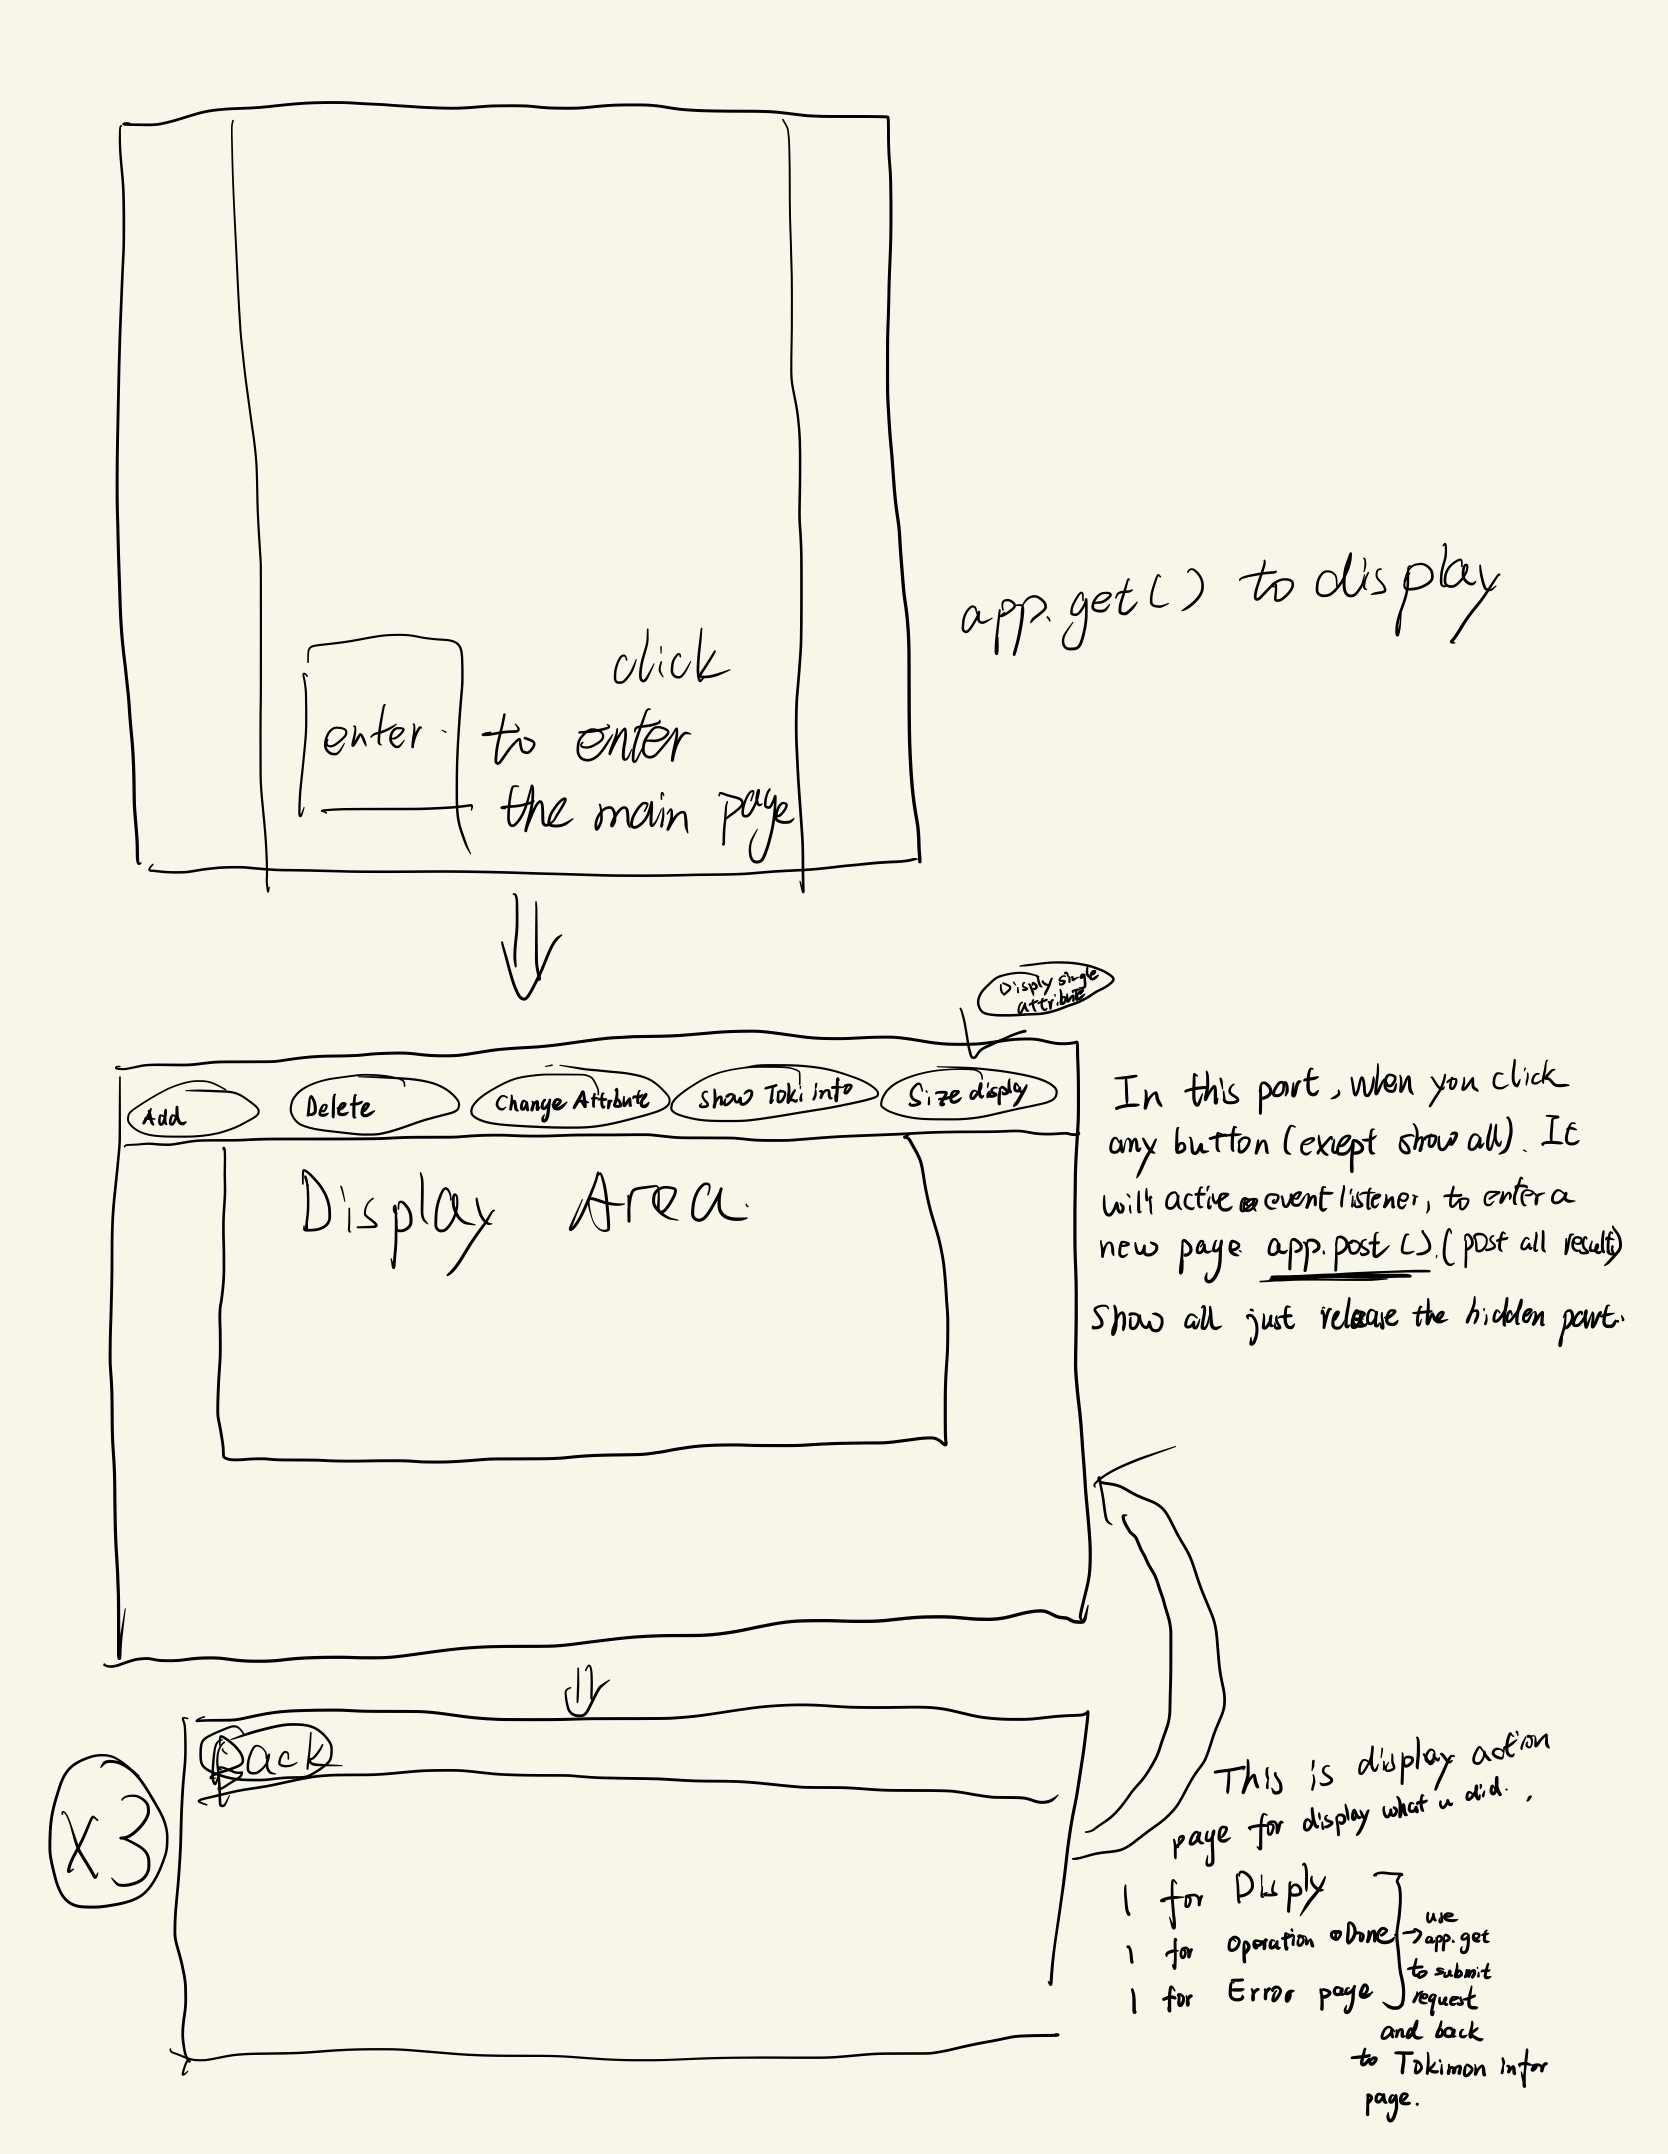 app.get() to display
click
enter. to enter
the main page
Disply single
attribute
Add Delete Change Attribute Show Toki info Size display
Display Area.
In this part, when you click
any button (except show all). It
will active event listener, to enter a
new page app.post(). (post all results)
Show all just release the hidden part.
Back
X3
This is display action
page for display what u did.
1 for Disply
1 for Operation Done
1 for Error page
→ use
app.get
to submit
request
and back
to Tokimon Infor
page.